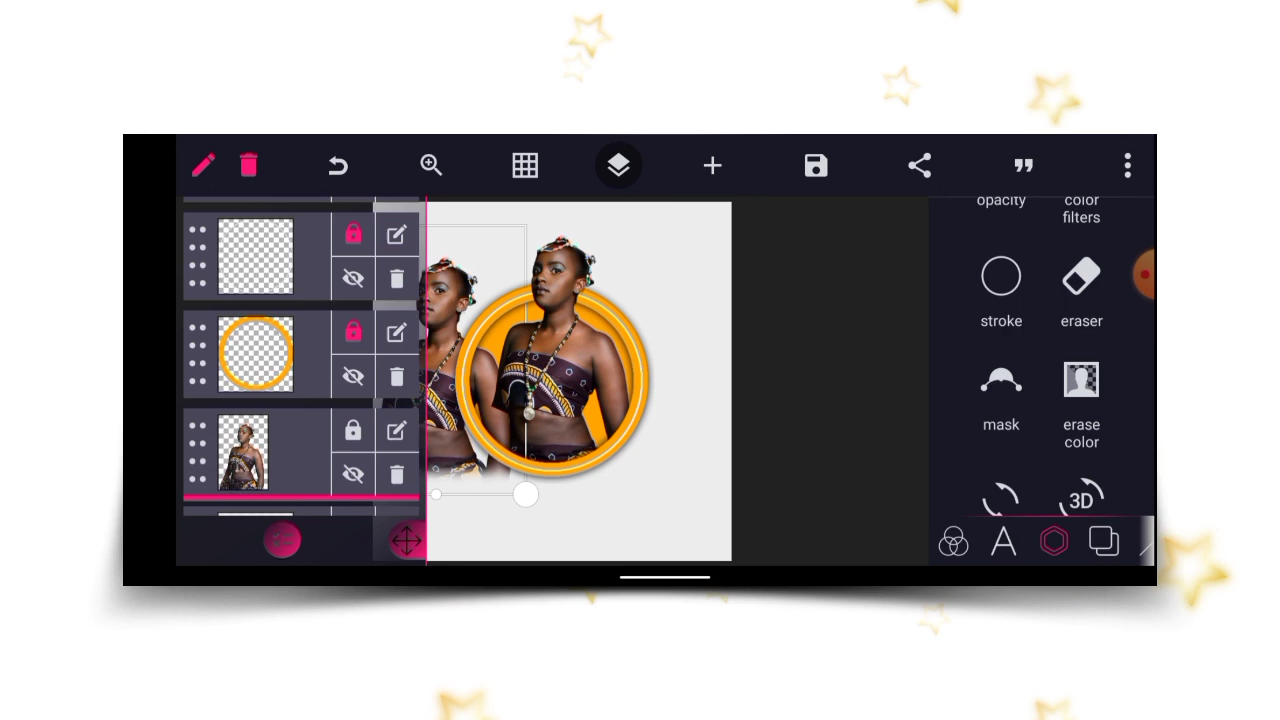 opacity
color
filters
stroke
eraser
mask
erase
color
3D
A